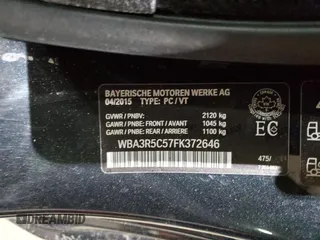 BAYERISCHE MOTOREN WERKE AG
04/2015 TYPE: PC/VT
GVWR / PNBV: 2120 kg
GAWR / PNBE: FRONT / AVANT 1045 kg
GAWR / PNBE: REAR / ARRIERE 1100 kg
EC
WBA3R5C57FK372646
475/
DREAMBID